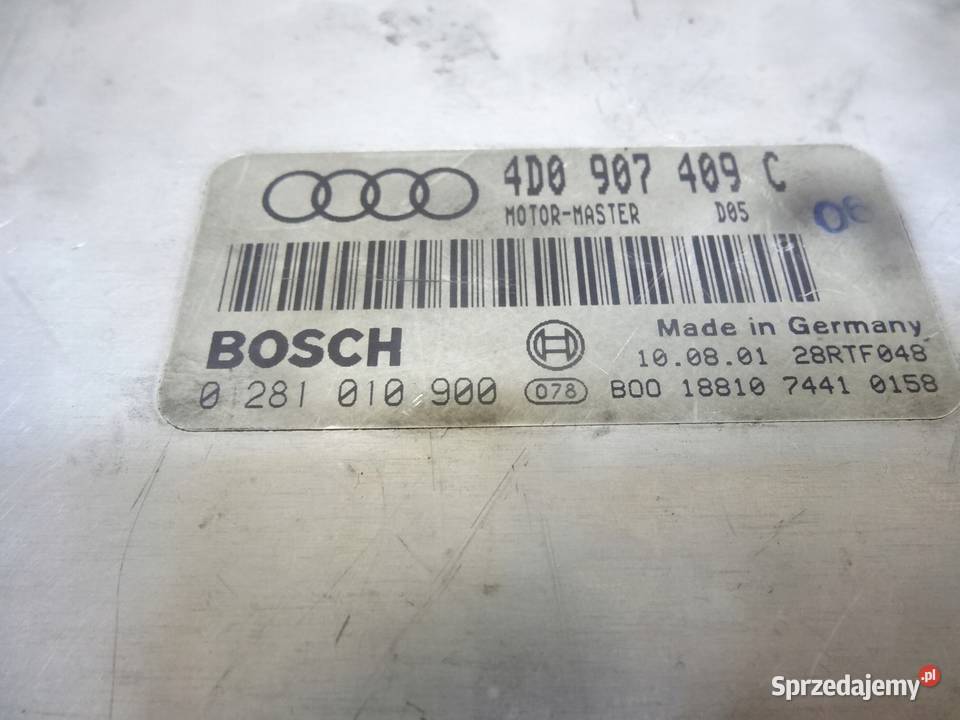 4D0 907 409 C
MOTOR-MASTER D05
06
BOSCH
Made in Germany
10.08.01 28RTF048
0 281 010 900 078 B00 18810 7441 0158
Sprzedajemy.pl